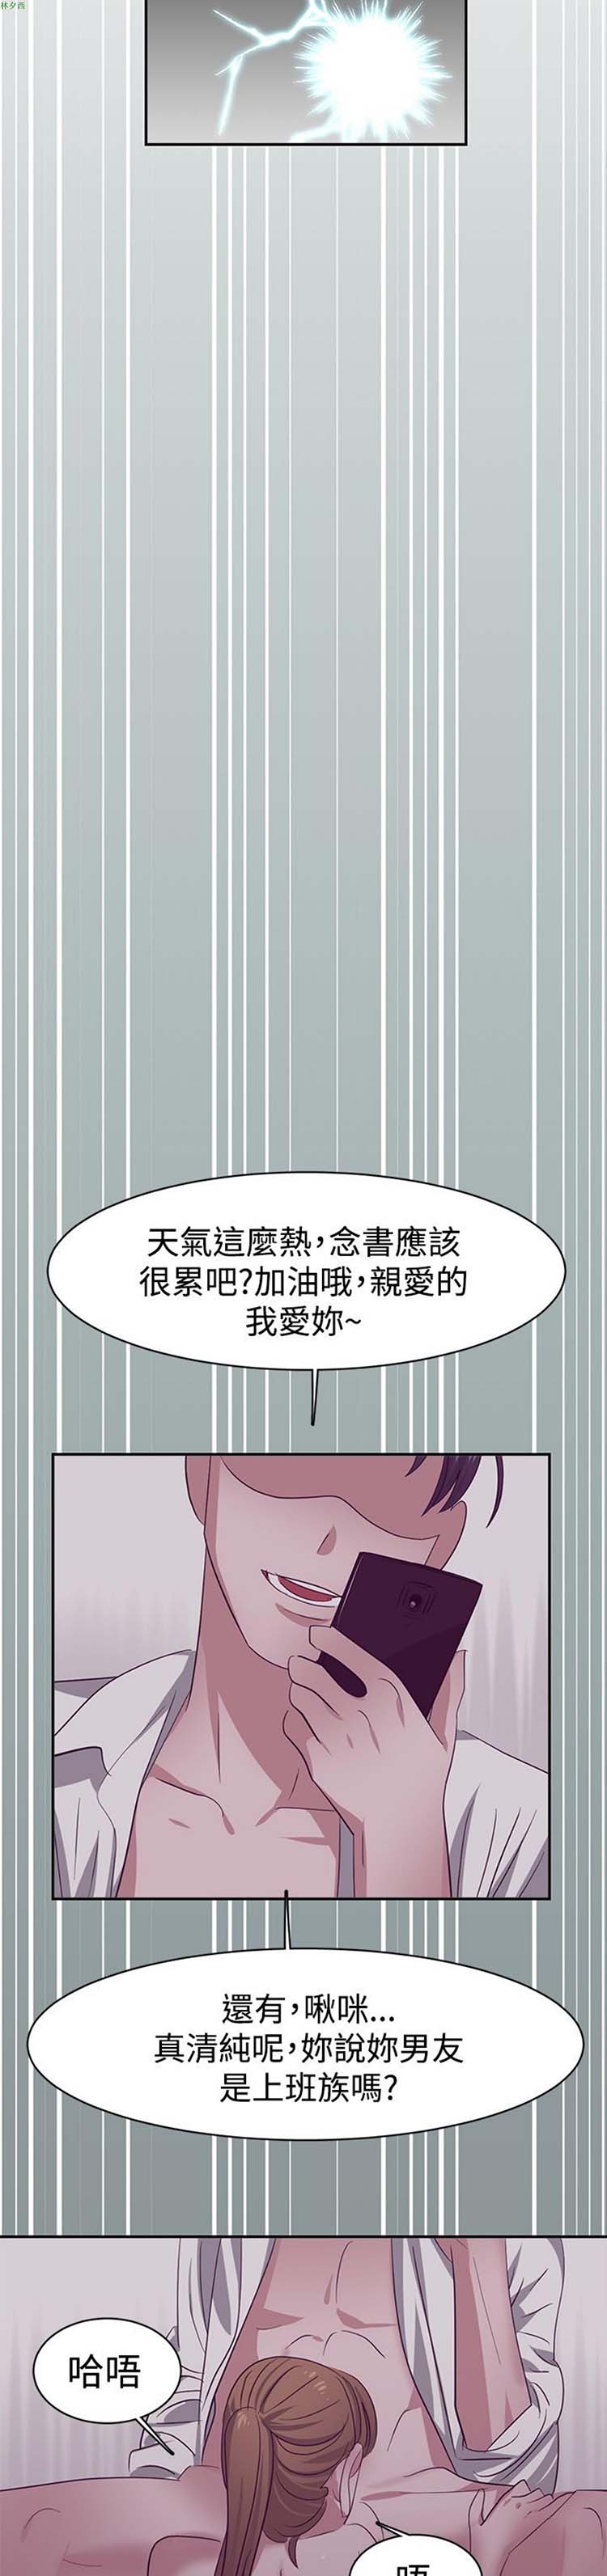 林夕西
天氣這麼熱,念書應該
很累吧?加油哦,親愛的
我愛妳~
還有,啾咪...
真清純呢,妳說妳男友
是上班族嗎?
哈唔
唔